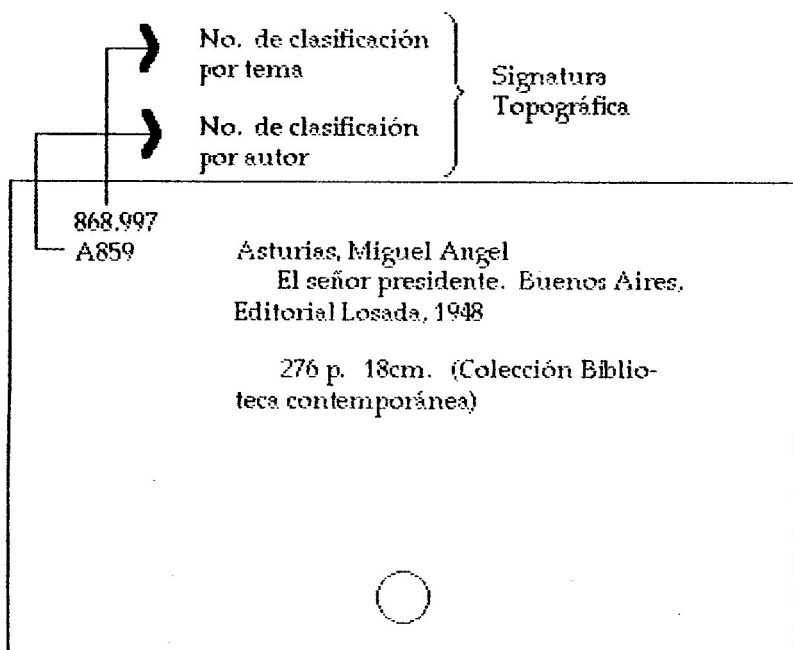 No. de clasificación
por tema
No. de clasificaión
por autor
Signatura
Topográfica
868.997
A859
Asturias, Miguel Angel
El señor presidente. Buenos Aires,
Editorial Losada, 1948
276 p. 18cm. (Colección Biblio-
teca contemporánea)